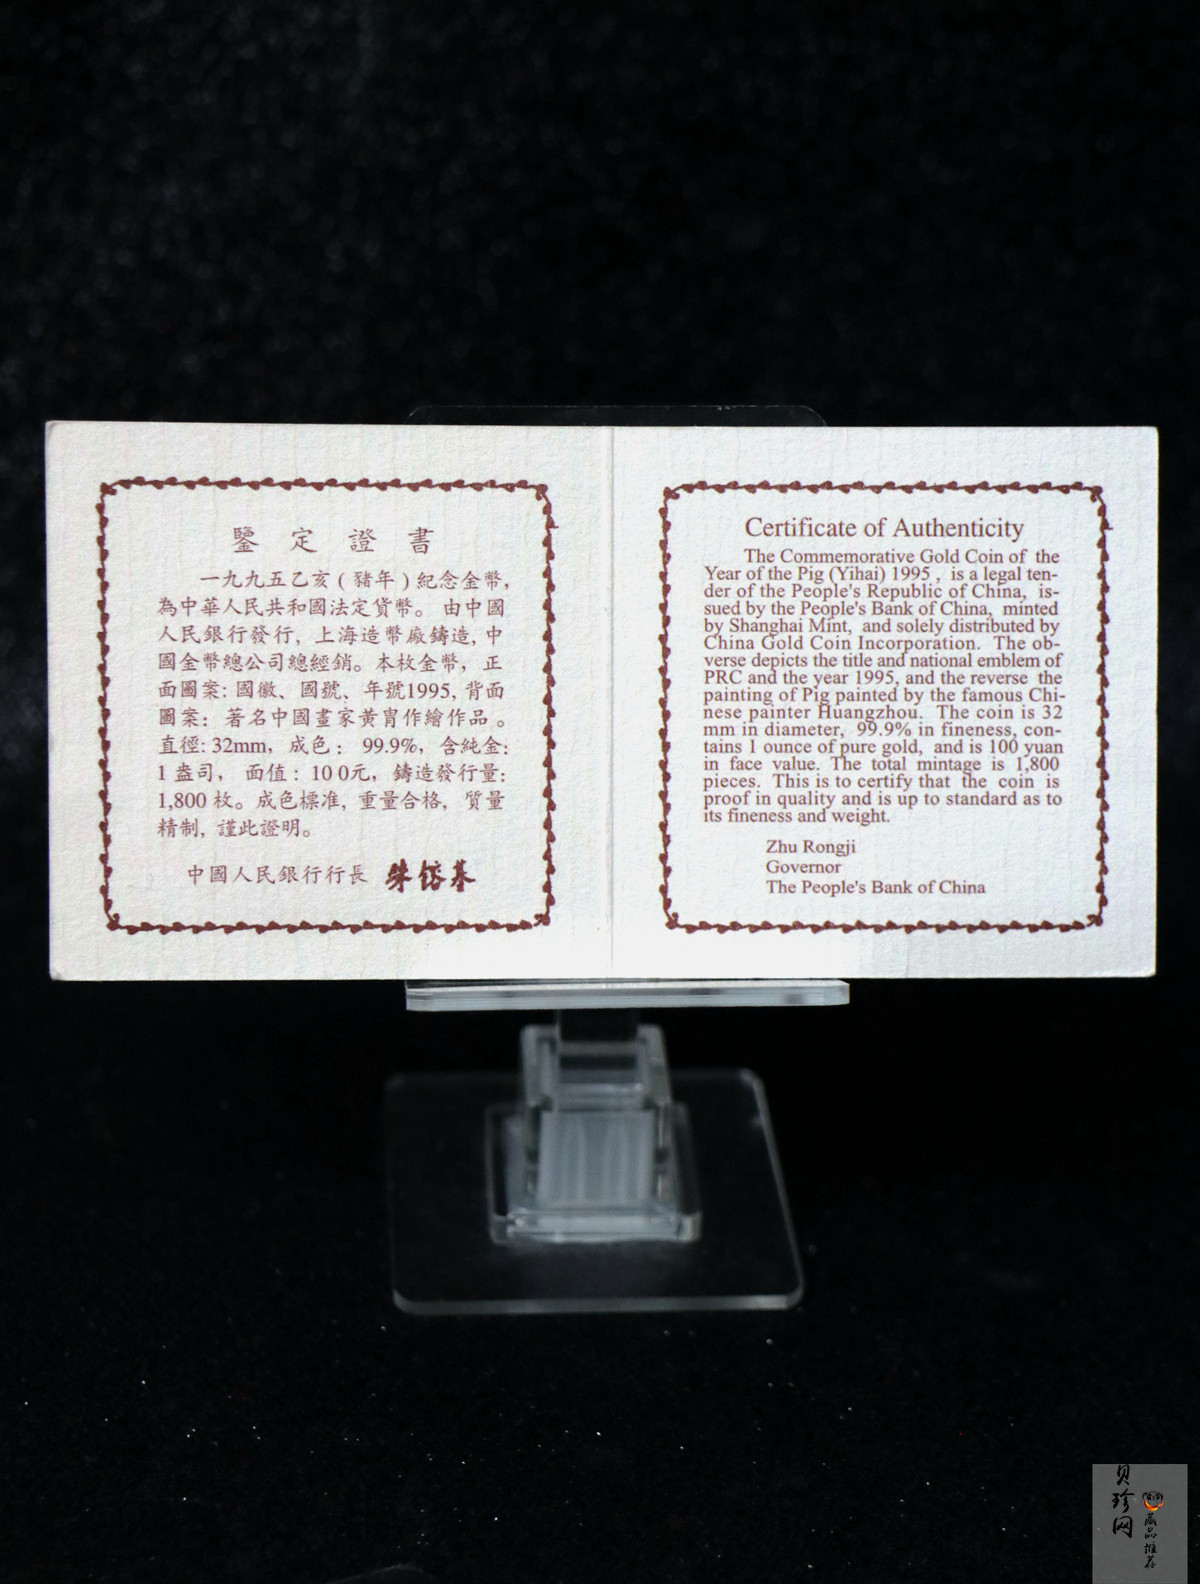 鑒定證書
一九九五乙亥(豬年)紀念金幣,
為中華人民共和國法定貨幣。由中國
人民銀行發行, 上海造幣廠鑄造, 中
國金幣總公司總經銷。本枚金幣, 正
面圖案: 國徽、國號、年號1995, 背面
圖案: 著名中國畫家黃胄作繪作品。
直徑: 32mm, 成色: 99.9%, 含純金:
1盎司, 面值: 100元, 鑄造發行量:
1,800 枚。成色標准, 重量合格, 質量
精制, 謹此證明。
中國人民銀行行長 朱镕基
Certificate of Authenticity
The Commemorative Gold Coin of the
Year of the Pig (Yihai) 1995 , is a legal ten-
der of the People's Republic of China, is-
sued by the People's Bank of China, minted
by Shanghai Mint, and solely distributed by
China Gold Coin Incorporation. The ob-
verse depicts the title and national emblem of
PRC and the year 1995, and the reverse the
painting of Pig painted by the famous Chi-
nese painter Huangzhou. The coin is 32
mm in diameter, 99.9% in fineness, con-
tains 1 ounce of pure gold, and is 100 yuan
in face value. The total mintage is 1,800
pieces. This is to certify that the coin is
proof in quality and is up to standard as to
its fineness and weight.
Zhu Rongji
Governor
The People's Bank of China
贝珍网
藏品推荐